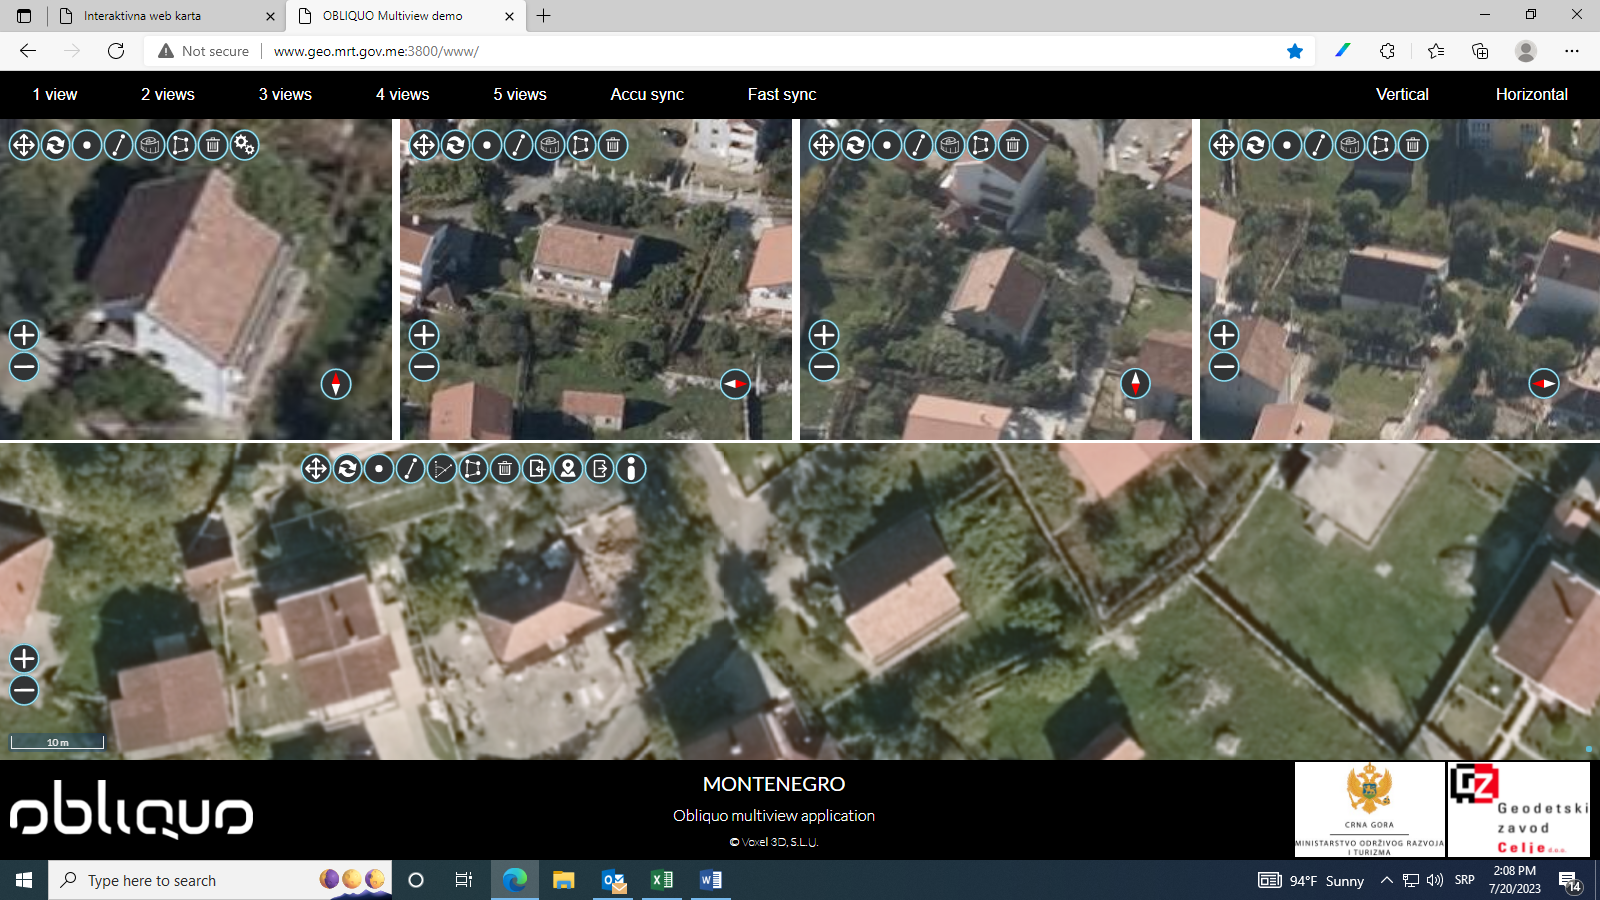 Interaktivna web karta
OBLIQUO Multiview demo
Not secure
www.geo.mrt.gov.me:3800/www/
1 view
2 views
3 views
4 views
5 views
Accu sync
Fast sync
Vertical
Horizontal
10 m
obliquo
MONTENEGRO
Obliquo multiview application
© Voxel 3D, S.L.U.
CRNA GORA
MINISTARSTVO ODRŽIVOG RAZVOJA
I TURIZMA
GZ
Geodetski
zavod
Celje d.o.o.
Type here to search
94°F Sunny
SRP
2:08 PM
7/20/2023
14